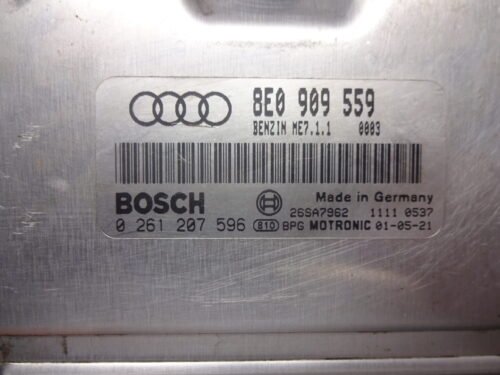 8E0 909 559
BENZIN ME7.1.1 0003
BOSCH
Made in Germany
26SA7962 1111 0537
0 261 207 596 810 BPG MOTRONIC 01-05-21